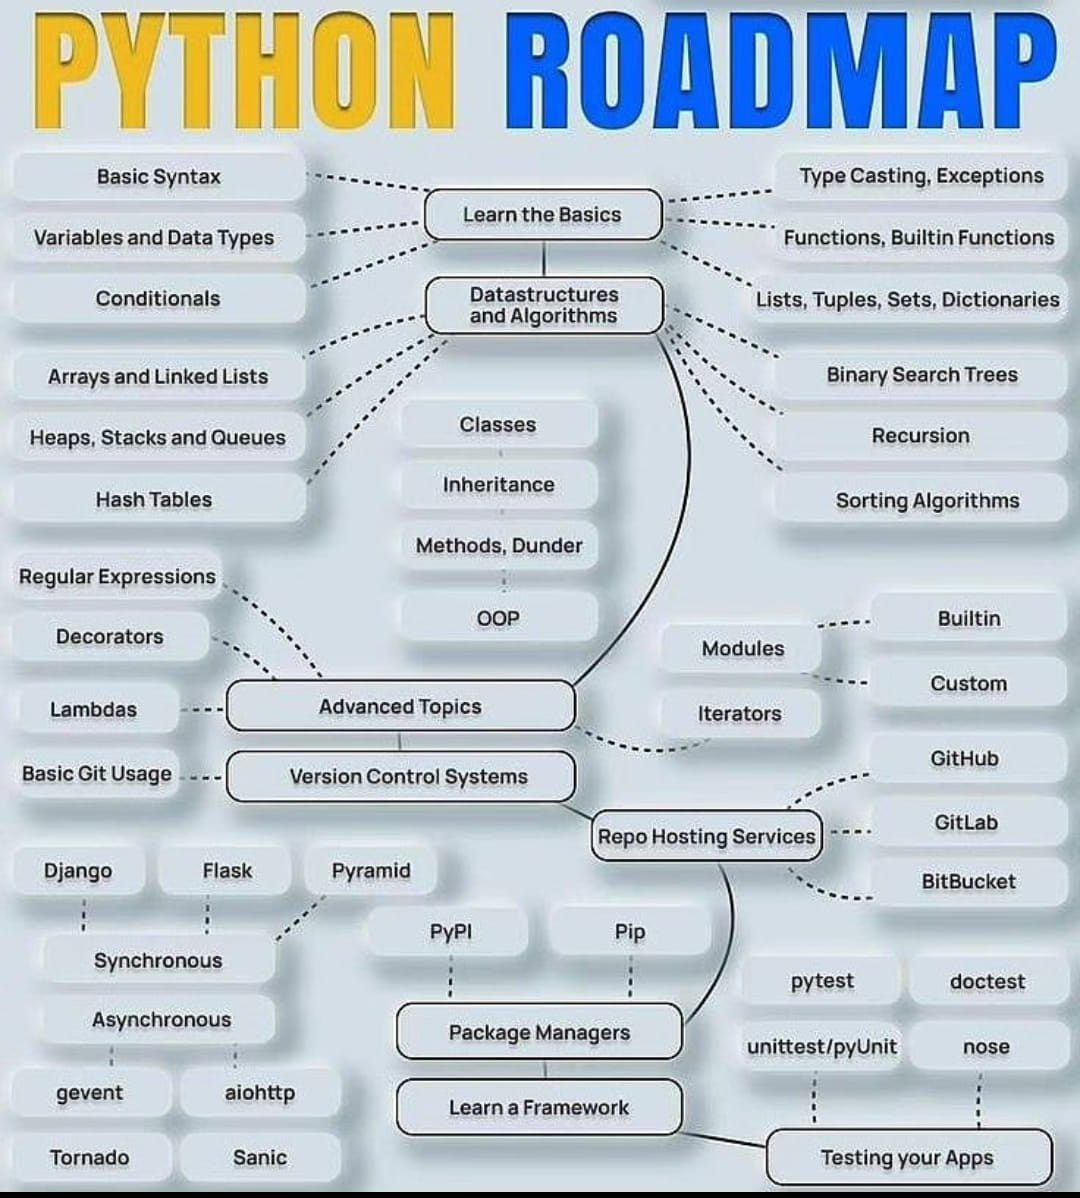 PYTHON ROADMAP
Basic Syntax
Variables and Data Types
Conditionals
Learn the Basics
Type Casting, Exceptions
Functions, Builtin Functions
Lists, Tuples, Sets, Dictionaries
Datastructures
and Algorithms
Arrays and Linked Lists
Heaps, Stacks and Queues
Hash Tables
Binary Search Trees
Recursion
Sorting Algorithms
Classes
Inheritance
Methods, Dunder
OOP
Regular Expressions
Decorators
Lambdas
Advanced Topics
Modules
Iterators
Builtin
Custom
Basic Git Usage
Version Control Systems
Repo Hosting Services
GitHub
GitLab
BitBucket
Django
Flask
Pyramid
Synchronous
Asynchronous
gevent
aiohttp
Tornado
Sanic
PyPI
Pip
Package Managers
Learn a Framework
pytest
doctest
unittest/pyUnit
nose
Testing your Apps